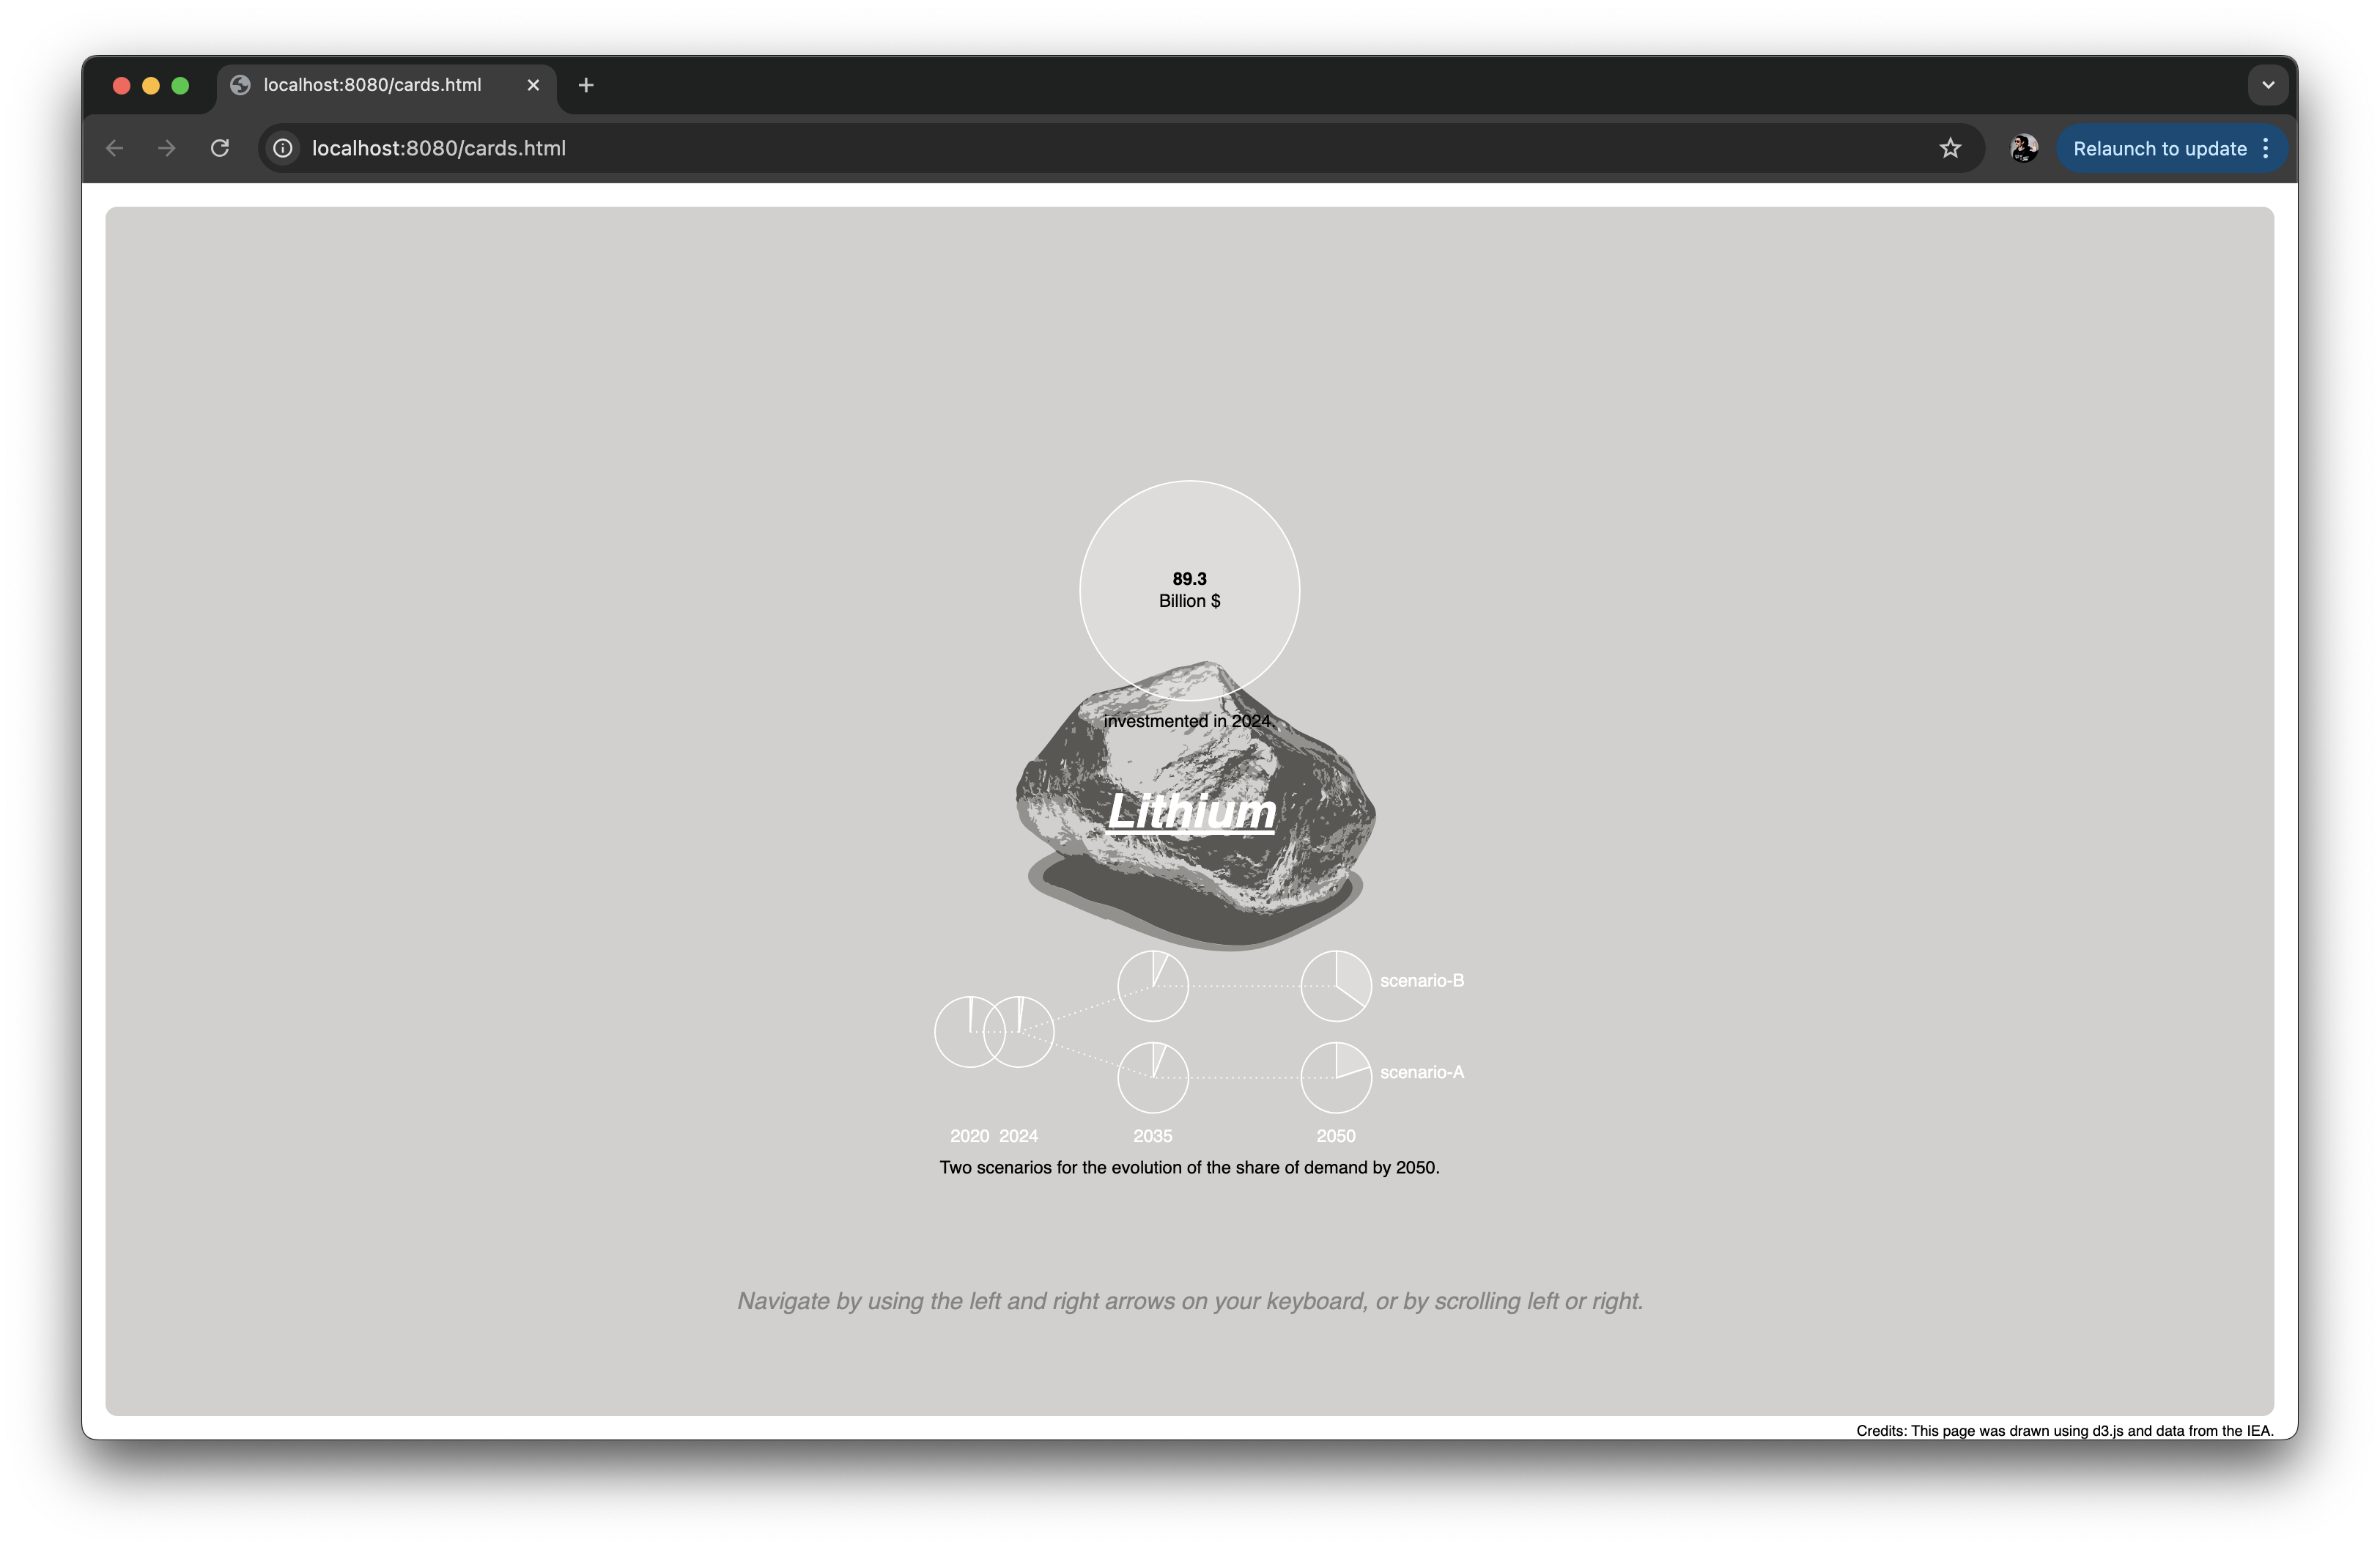 localhost:8080/cards.html
localhost:8080/cards.html
Relaunch to update
89.3
Billion $
investmented in 2024.
Lithium
scenario-B
scenario-A
2020 2024 2035 2050
Two scenarios for the evolution of the share of demand by 2050.
Navigate by using the left and right arrows on your keyboard, or by scrolling left or right.
Credits: This page was drawn using d3.js and data from the IEA.